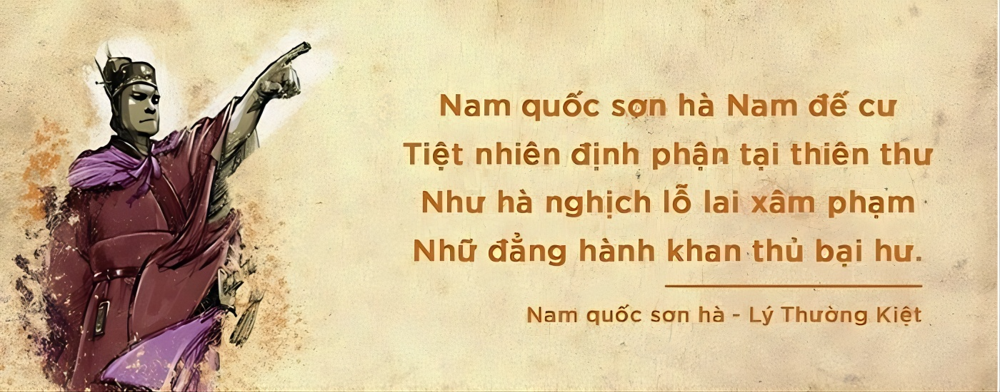 Nam quốc sơn hà Nam đế cư
Tiệt nhiên định phận tại thiên thư
Như hà nghịch lỗ lai xâm phạm
Nhữ đẳng hành khan thủ bại hư.
Nam quốc sơn hà - Lý Thường Kiệt